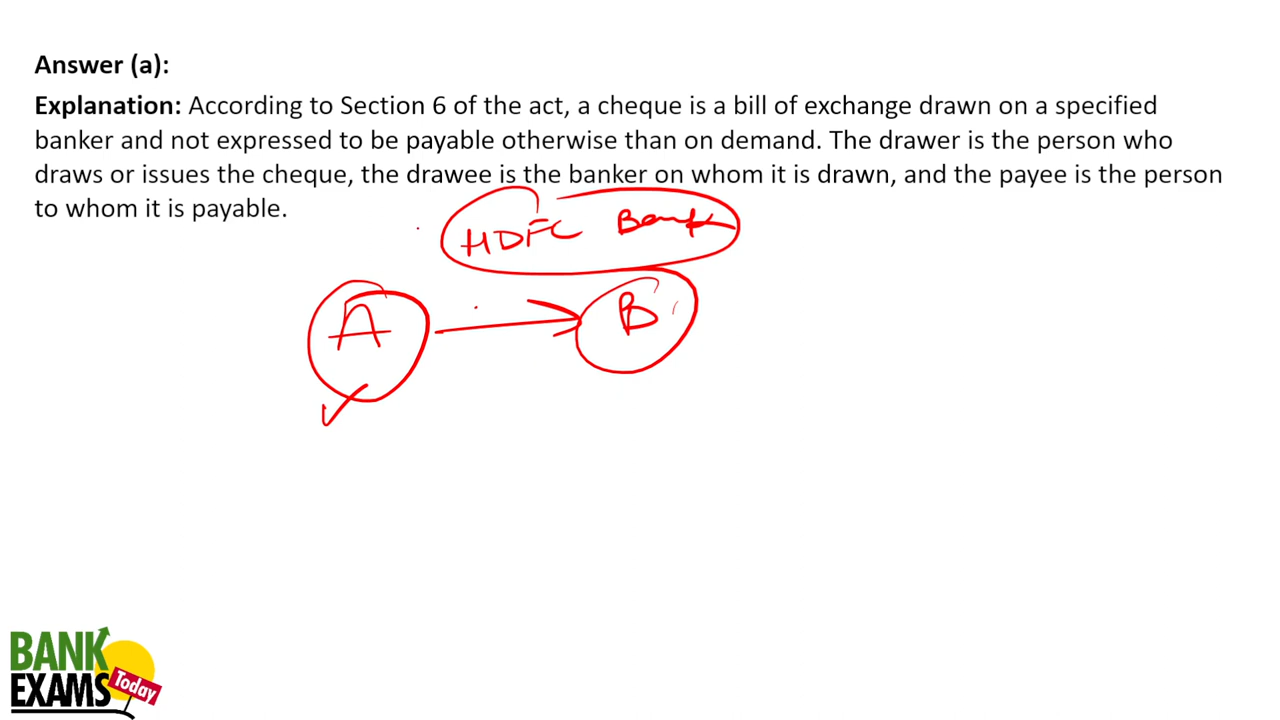 Answer (a):
Explanation: According to Section 6 of the act, a cheque is a bill of exchange drawn on a specified
banker and not expressed to be payable otherwise than on demand. The drawer is the person who
draws or issues the cheque, the drawee is the banker on whom it is drawn, and the payee is the person
to whom it is payable.
HDFC Bank
A
B
BANK
EXAMS Today